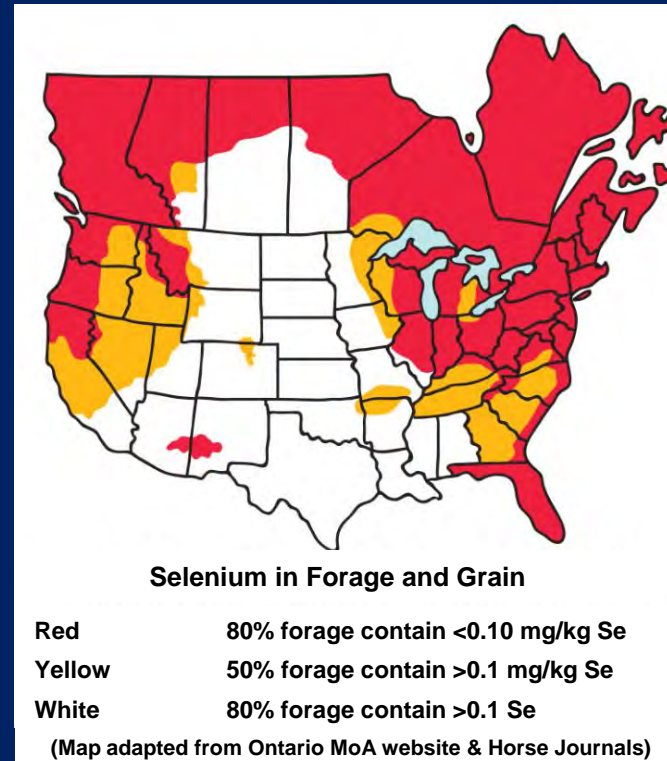 Selenium in Forage and Grain
Red 80% forage contain <0.10 mg/kg Se
Yellow 50% forage contain >0.1 mg/kg Se
White 80% forage contain >0.1 Se
(Map adapted from Ontario MoA website & Horse Journals)